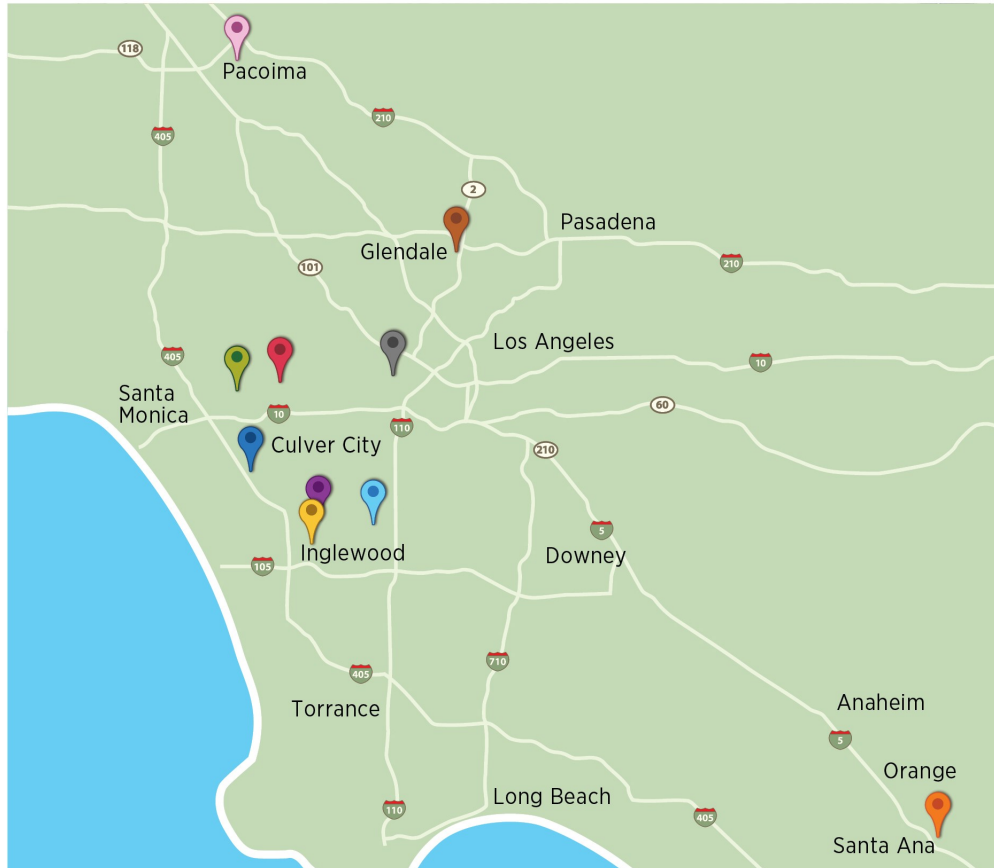 118
Pacoima
210
405
2
Pasadena
Glendale
210
101
Los Angeles
405
10
Santa
Monica
60
10
110
Culver City
210
5
Inglewood
Downey
105
710
405
Anaheim
Torrance
5
Orange
Long Beach
110
405
Santa Ana